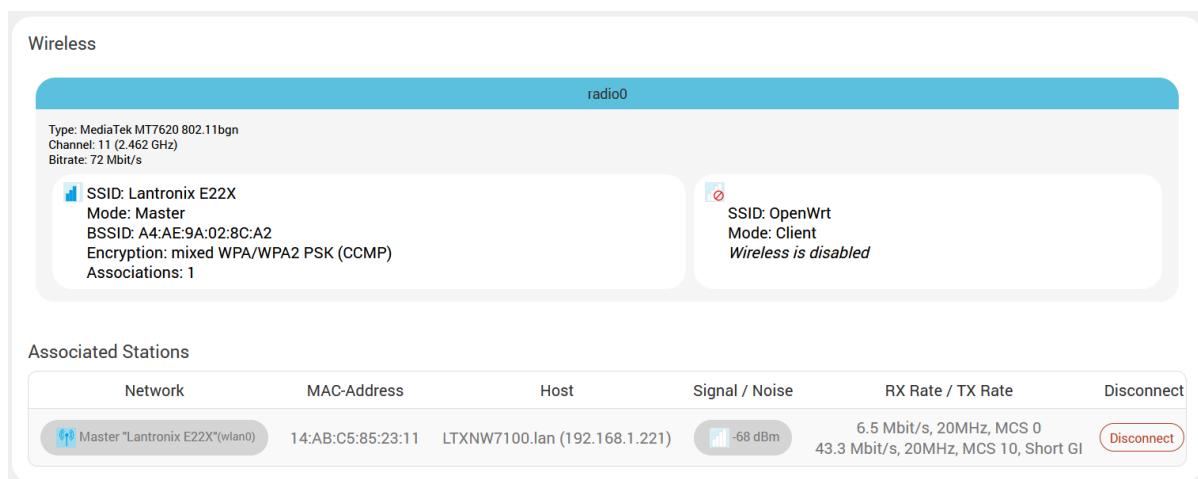 Wireless
radio0
Type: MediaTek MT7620 802.11bgn
Channel: 11 (2.462 GHz)
Bitrate: 72 Mbit/s
SSID: Lantronix E22X
Mode: Master
BSSID: A4:AE:9A:02:8C:A2
Encryption: mixed WPA/WPA2 PSK (CCMP)
Associations: 1
SSID: OpenWrt
Mode: Client
Wireless is disabled
Associated Stations
Network MAC-Address Host Signal / Noise RX Rate / TX Rate Disconnect
Master "Lantronix E22X"(wlan0) 14:AB:C5:85:23:11 LTXNW7100.lan (192.168.1.221) -68 dBm 6.5 Mbit/s, 20MHz, MCS 0 Disconnect
43.3 Mbit/s, 20MHz, MCS 10, Short GI